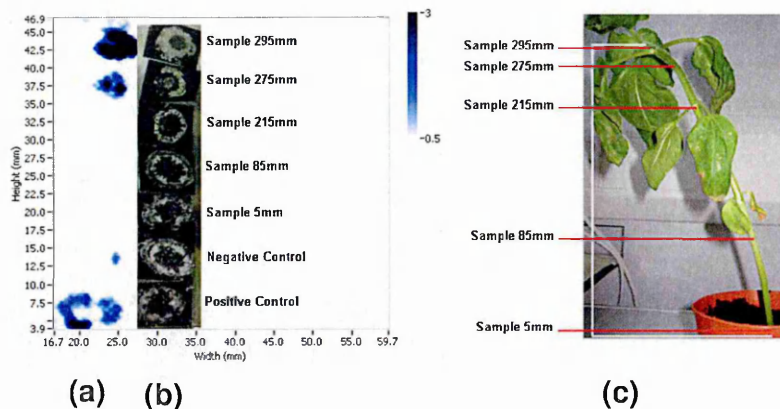 46.9
45.0
42.5
40.0
37.5
35.0
32.5
30.0
27.5
25.0
22.5
20.0
17.5
15.0
12.5
10.0
7.5
3.9
Height (mm)
16.7 20.0 25.0 30.0 35.0 40.0 45.0 50.0 55.0 59.7
Width (mm)
Sample 295mm
Sample 275mm
Sample 215mm
Sample 85mm
Sample 5mm
Negative Control
Positive Control
3
0.5
Sample 295mm
Sample 275mm
Sample 215mm
Sample 85mm
Sample 5mm
(a) (b) (c)